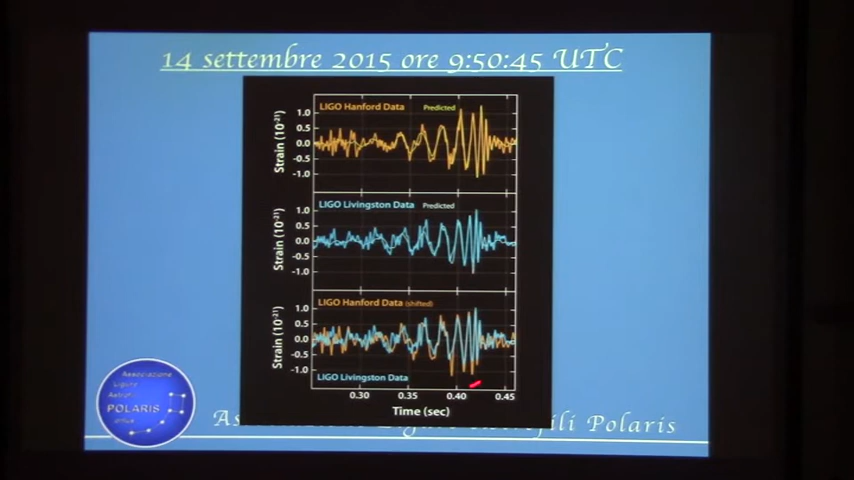 14 settembre 2015 ore 9:50:45 UTC
LIGO Hanford Data Predicted
1.0
0.5
0.0
-0.5
-1.0
Strain (10⁻²¹)
LIGO Livingston Data Predicted
1.0
0.5
0.0
-0.5
-1.0
Strain (10⁻²¹)
LIGO Hanford Data (shifted)
1.0
0.5
0.0
-0.5
-1.0
Strain (10⁻²¹)
LIGO Livingston Data
0.30 0.35 0.40 0.45
Time (sec)
Associazione
Ligure
POLARIS
Polaris